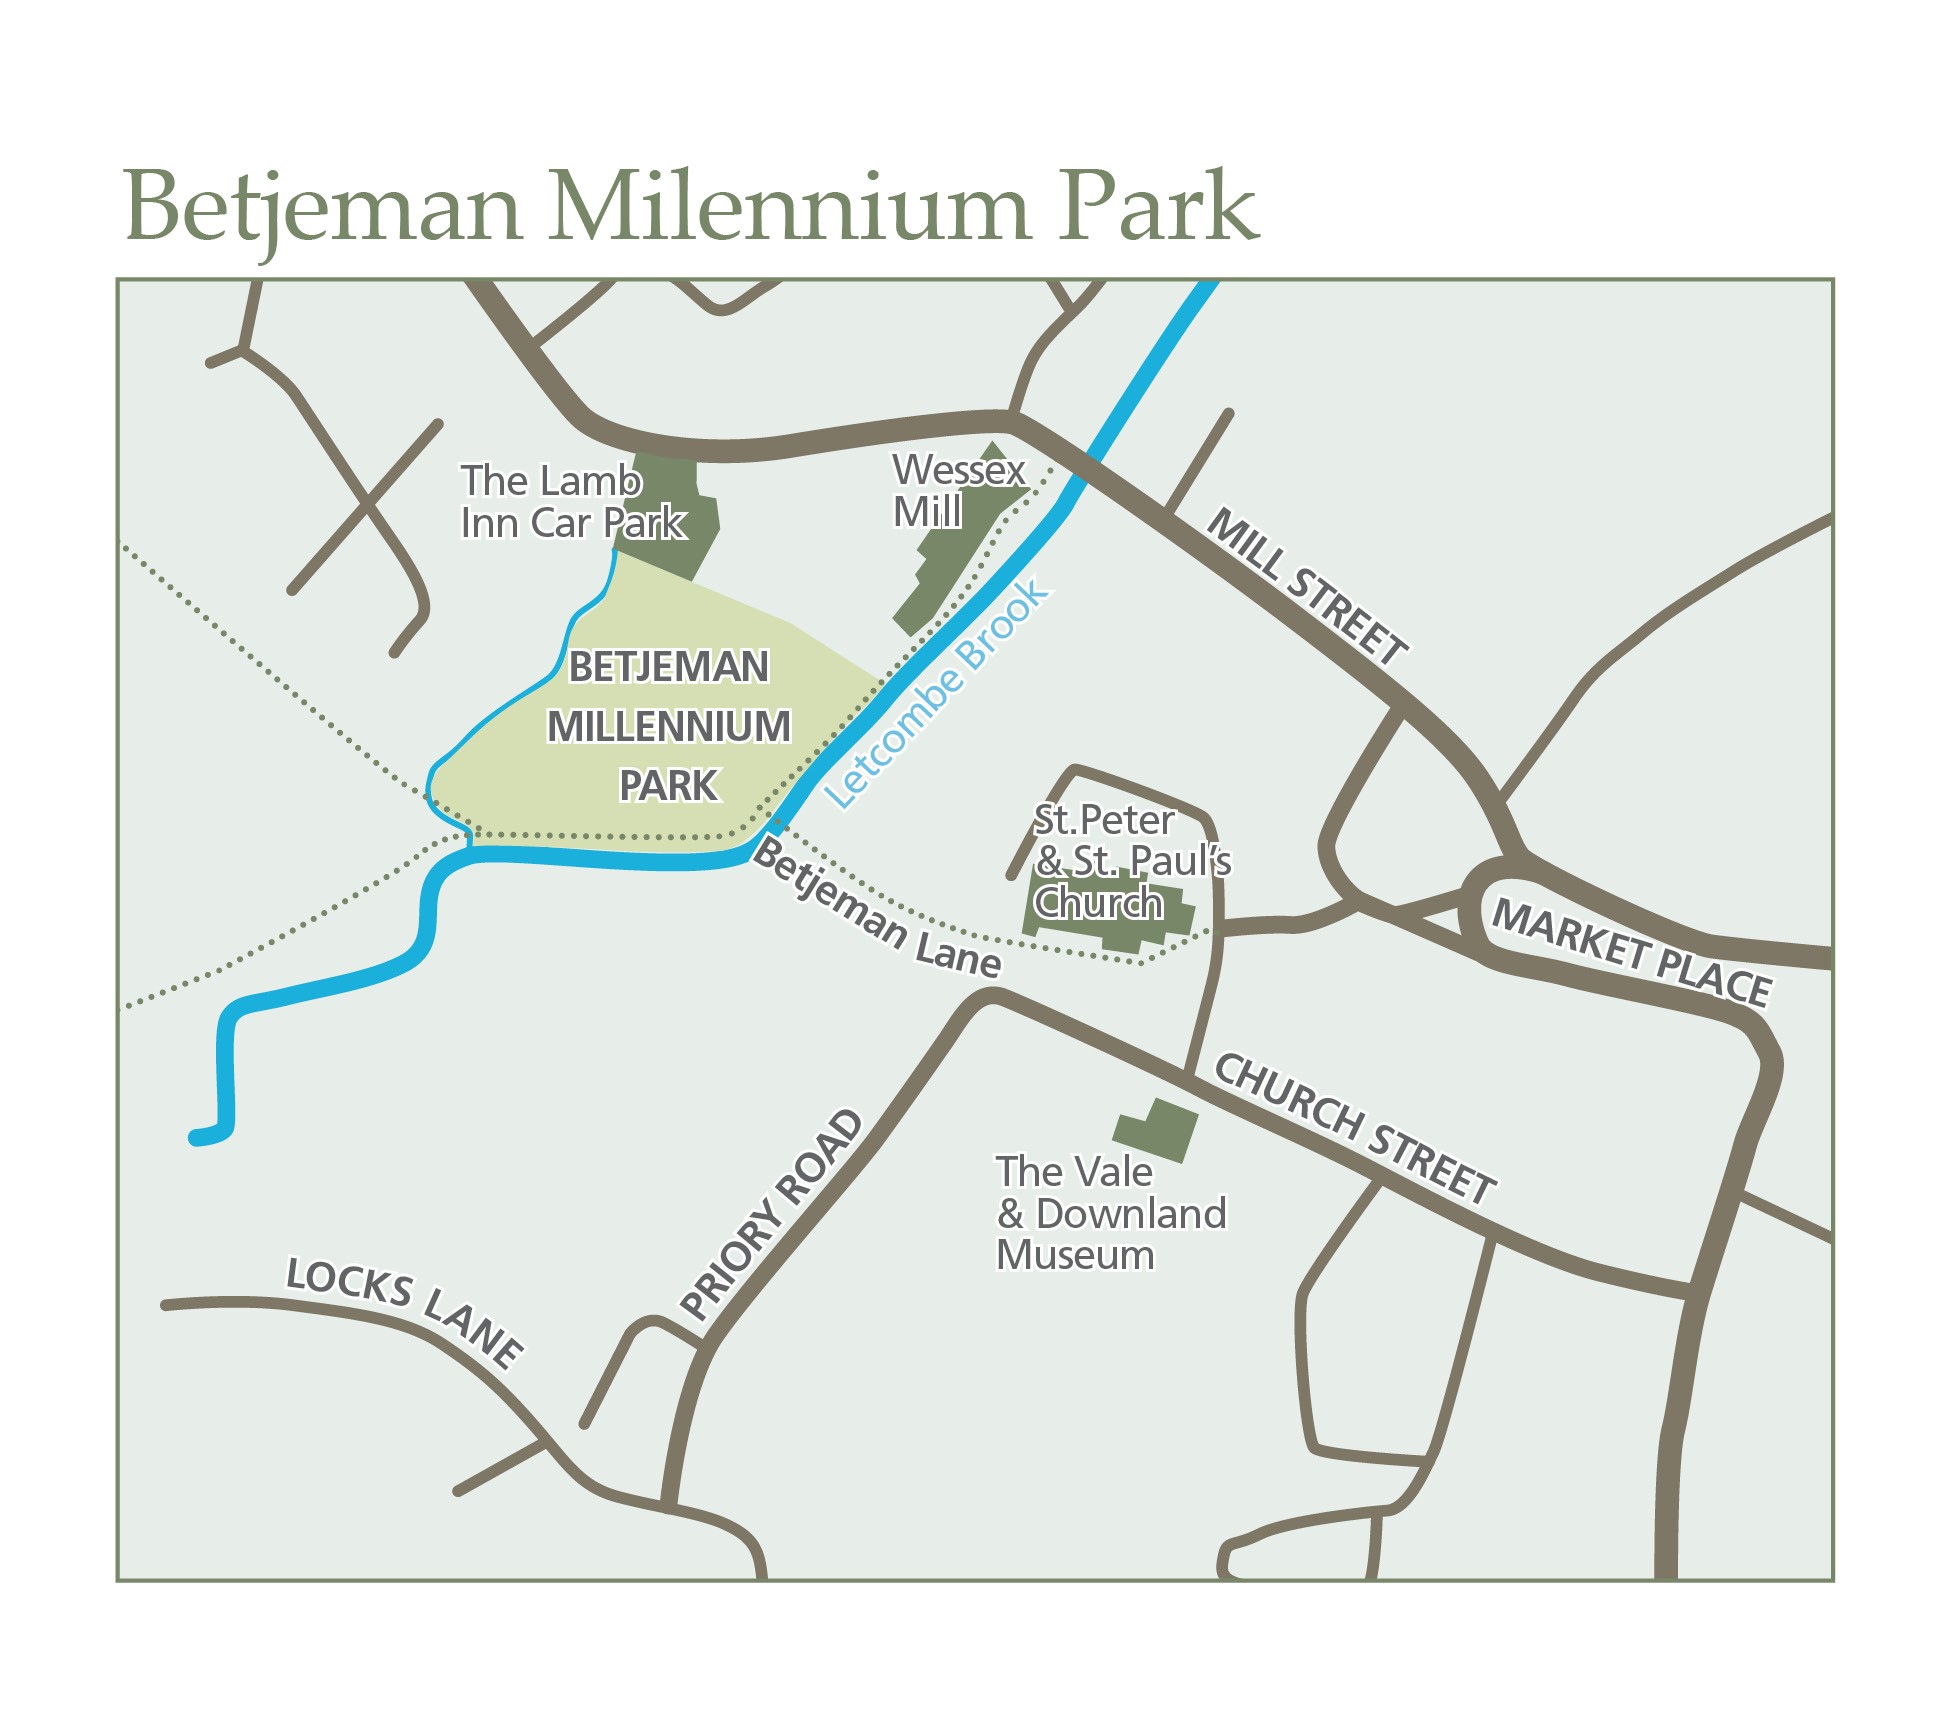 Betjeman Milennium Park
The Lamb
Inn Car Park
Wessex
Mill
MILL STREET
Letcombe Brook
BETJEMAN
MILLENNIUM
PARK
St.Peter
& St. Paul's
Church
Betjeman Lane
MARKET PLACE
CHURCH STREET
PRIORY ROAD
The Vale
& Downland
Museum
LOCKS LANE